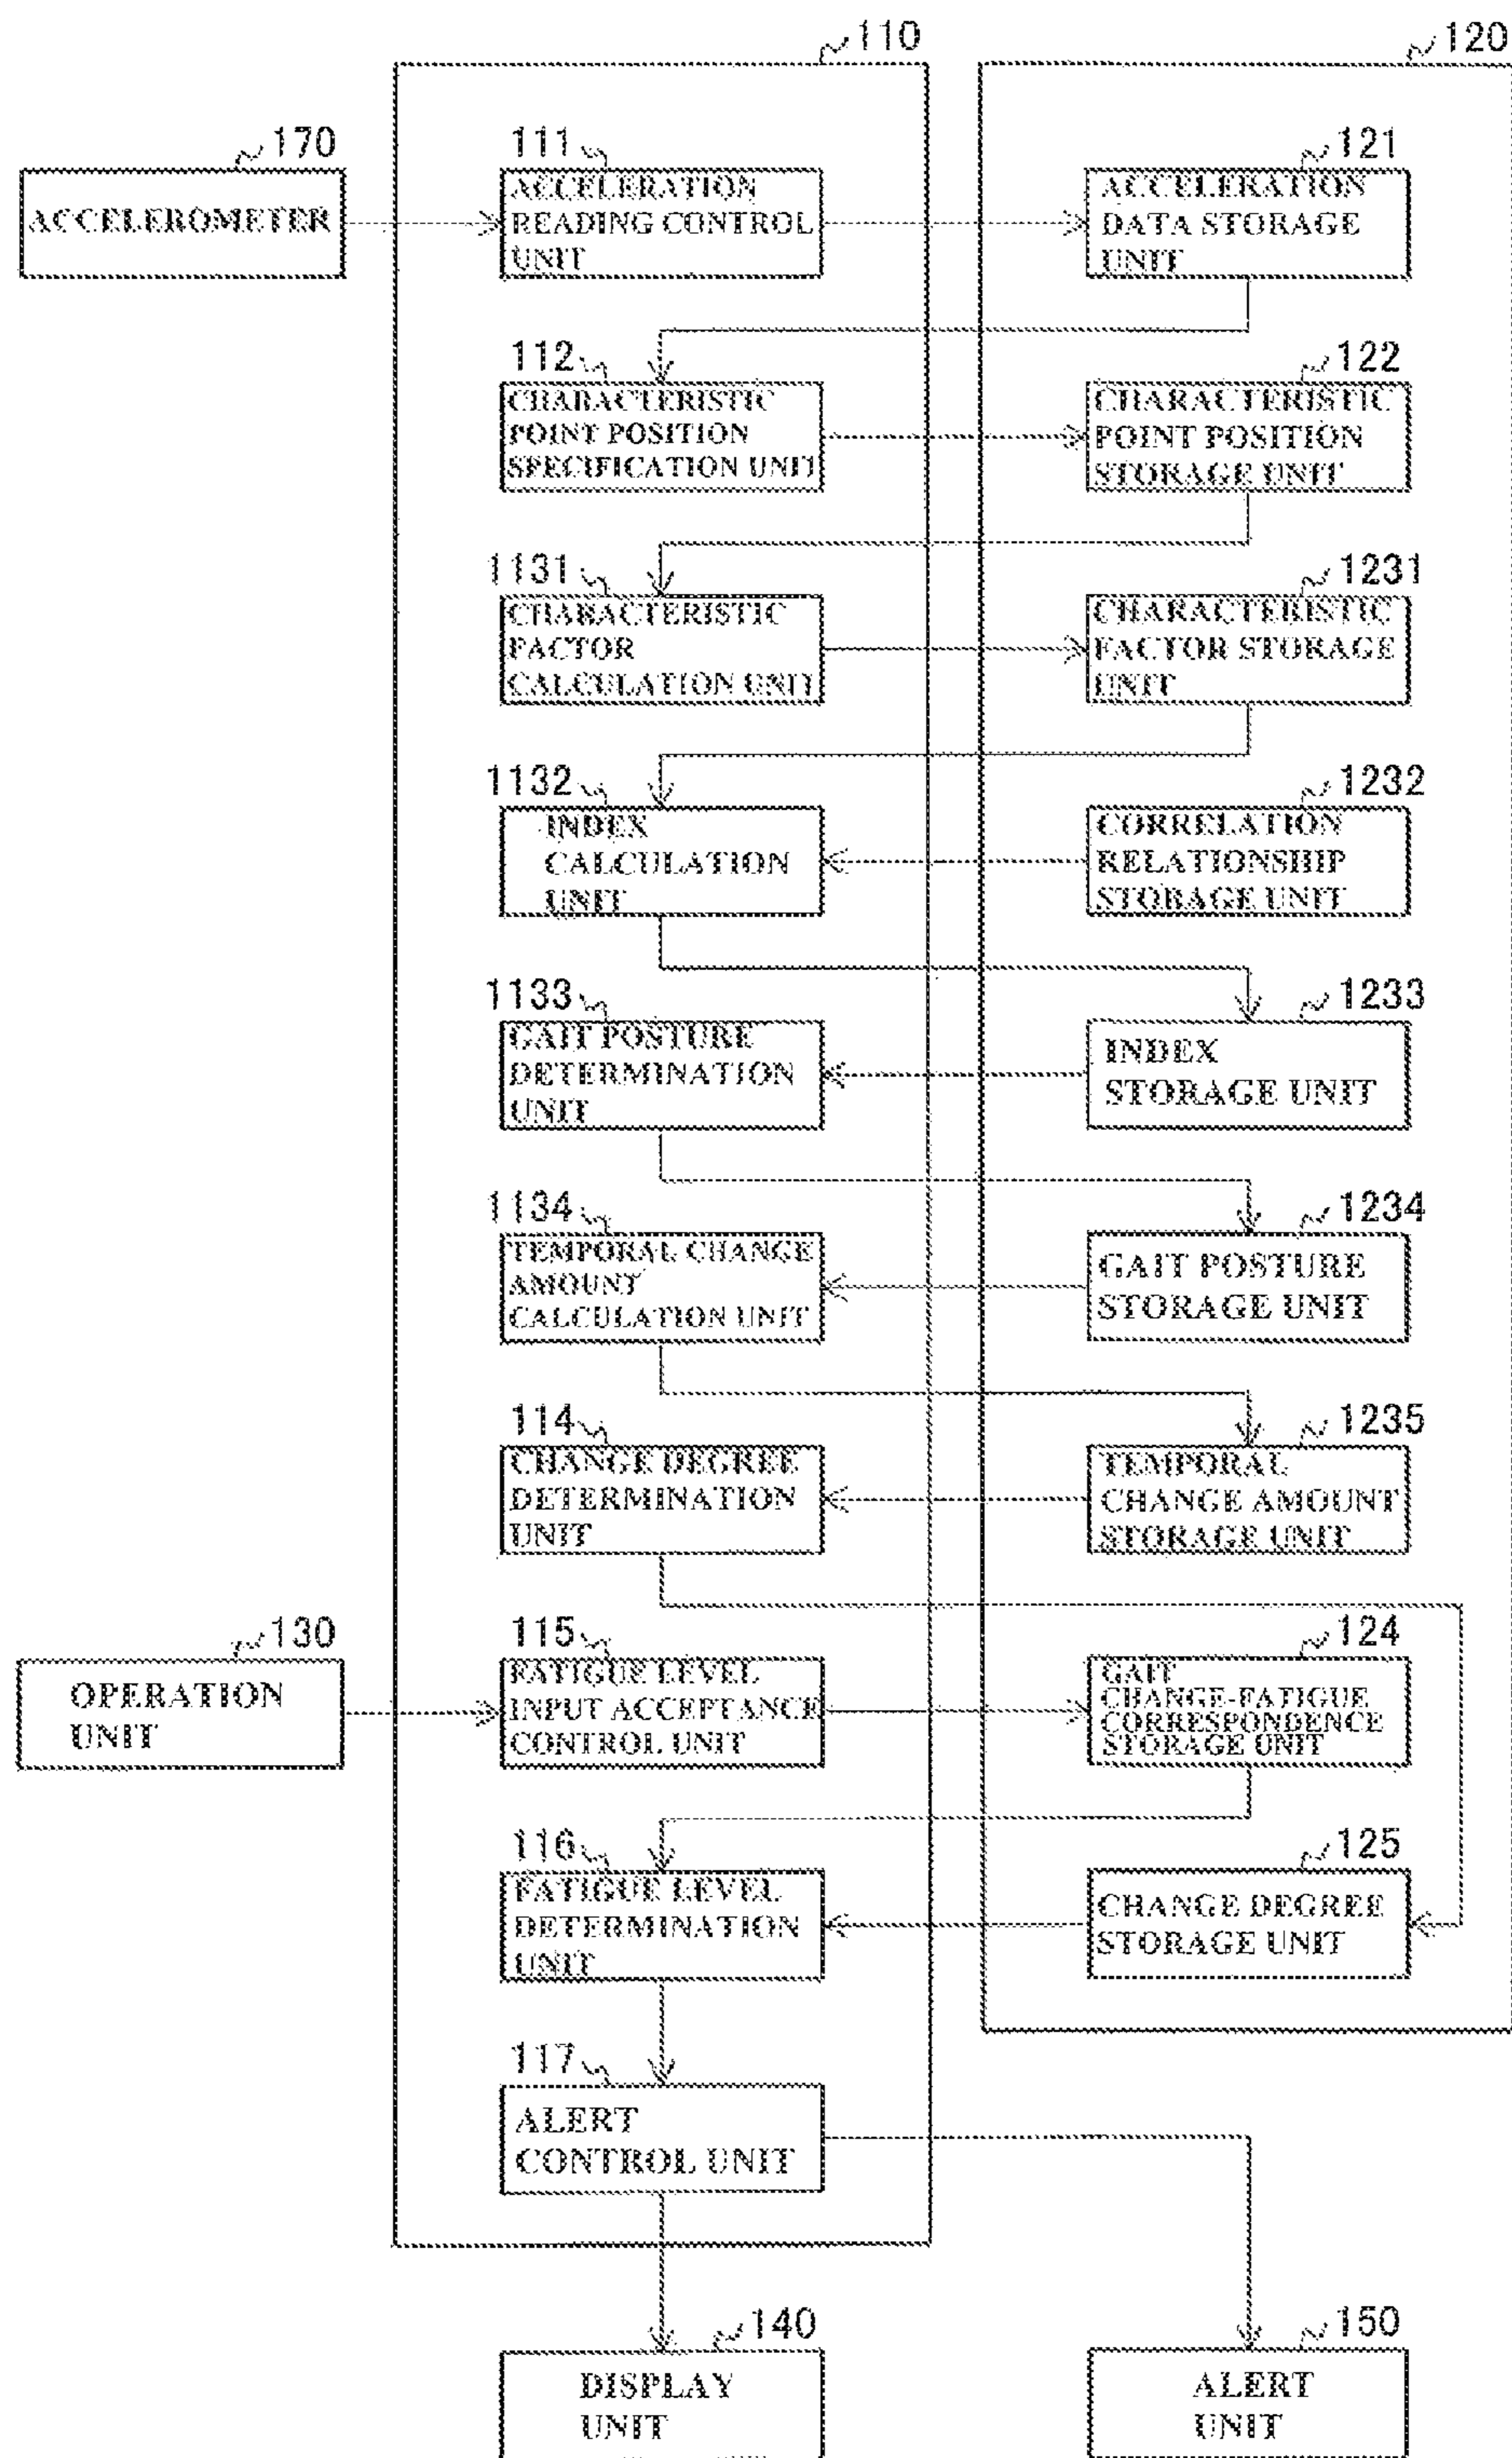 110
120
170
111
121
ACCELEROMETER
ACCELERATION
READING CONTROL
UNIT
ACCELERATION
DATA STORAGE
UNIT
112
122
CHARACTERISTIC
POINT POSITION
SPECIFICATION UNIT
CHARACTERISTIC
POINT POSITION
STORAGE UNIT
1131
1231
CHARACTERISTIC
FACTOR
CALCULATION UNIT
CHARACTERISTIC
FACTOR STORAGE
UNIT
1132
1232
INDEX
CALCULATION
UNIT
CORRELATION
RELATIONSHIP
STORAGE UNIT
1133
1233
GAIT POSTURE
DETERMINATION
UNIT
INDEX
STORAGE UNIT
1134
1234
TEMPORAL CHANGE
AMOUNT
CALCULATION UNIT
GAIT POSTURE
STORAGE UNIT
114
1235
CHANGE DEGREE
DETERMINATION
UNIT
TEMPORAL
CHANGE AMOUNT
STORAGE UNIT
130
115
124
OPERATION
UNIT
FATIGUE LEVEL
INPUT ACCEPTANCE
CONTROL UNIT
GAIT
CHANGE-FATIGUE
CORRESPONDENCE
STORAGE UNIT
116
125
FATIGUE LEVEL
DETERMINATION
UNIT
CHANGE DEGREE
STORAGE UNIT
117
ALERT
CONTROL UNIT
140
150
DISPLAY
UNIT
ALERT
UNIT